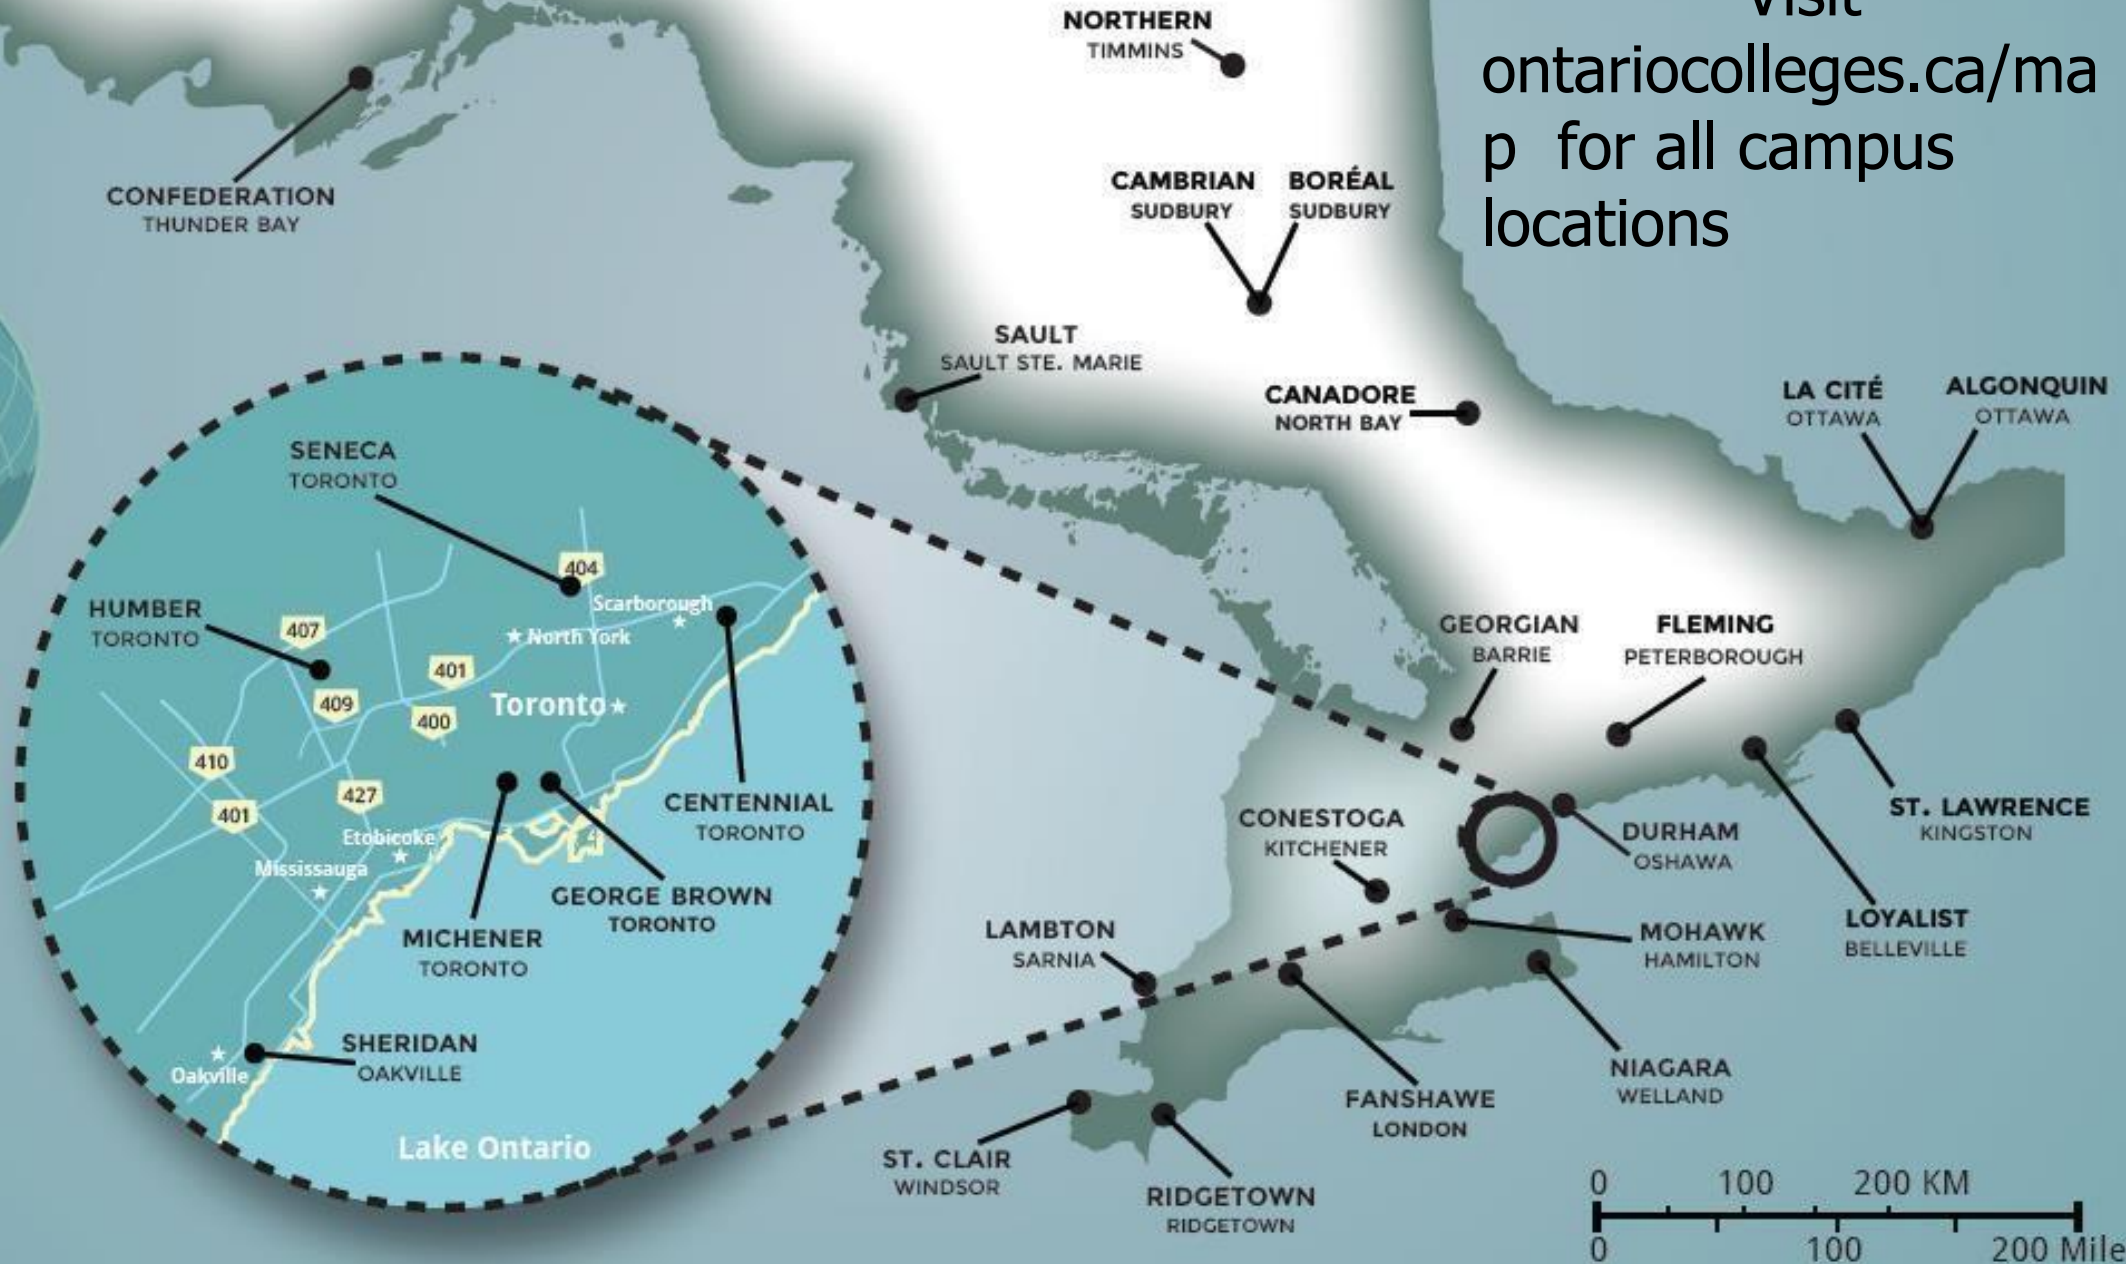 Visit
ontariocolleges.ca/ma
p for all campus
locations
NORTHERN
TIMMINS
CONFEDERATION
THUNDER BAY
CAMBRIAN
SUDBURY
BORÉAL
SUDBURY
SAULT
SAULT STE. MARIE
CANADORE
NORTH BAY
LA CITÉ
OTTAWA
ALGONQUIN
OTTAWA
SENECA
TORONTO
404
Scarborough
HUMBER
TORONTO
407
North York
401
409
400
Toronto
410
401
427
Etobicoke
Mississauga
CENTENNIAL
TORONTO
GEORGE BROWN
TORONTO
MICHENER
TORONTO
SHERIDAN
OAKVILLE
Oakville
Lake Ontario
GEORGIAN
BARRIE
FLEMING
PETERBOROUGH
ST. LAWRENCE
KINGSTON
CONESTOGA
KITCHENER
DURHAM
OSHAWA
LOYALIST
BELLEVILLE
LAMBTON
SARNIA
MOHAWK
HAMILTON
NIAGARA
WELLAND
FANSHAWE
LONDON
ST. CLAIR
WINDSOR
RIDGETOWN
RIDGETOWN
0 100 200 KM
0 100 200 Mile